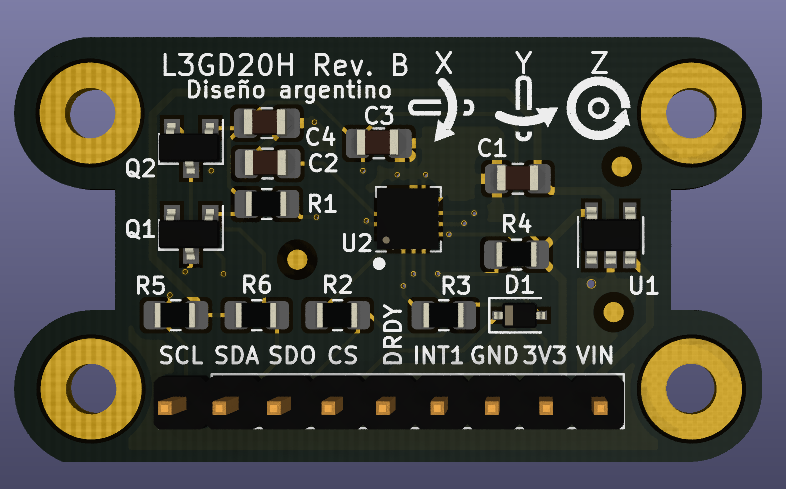 L3GD20H Rev. B
Diseño argentino
X Y Z
C3
C4
C1
C2
Q2
R1
Q1
R4
U2
R5 R6 R2 R3 D1 U1
DRDY
SCL SDA SDO CS INT1 GND 3V3 VIN